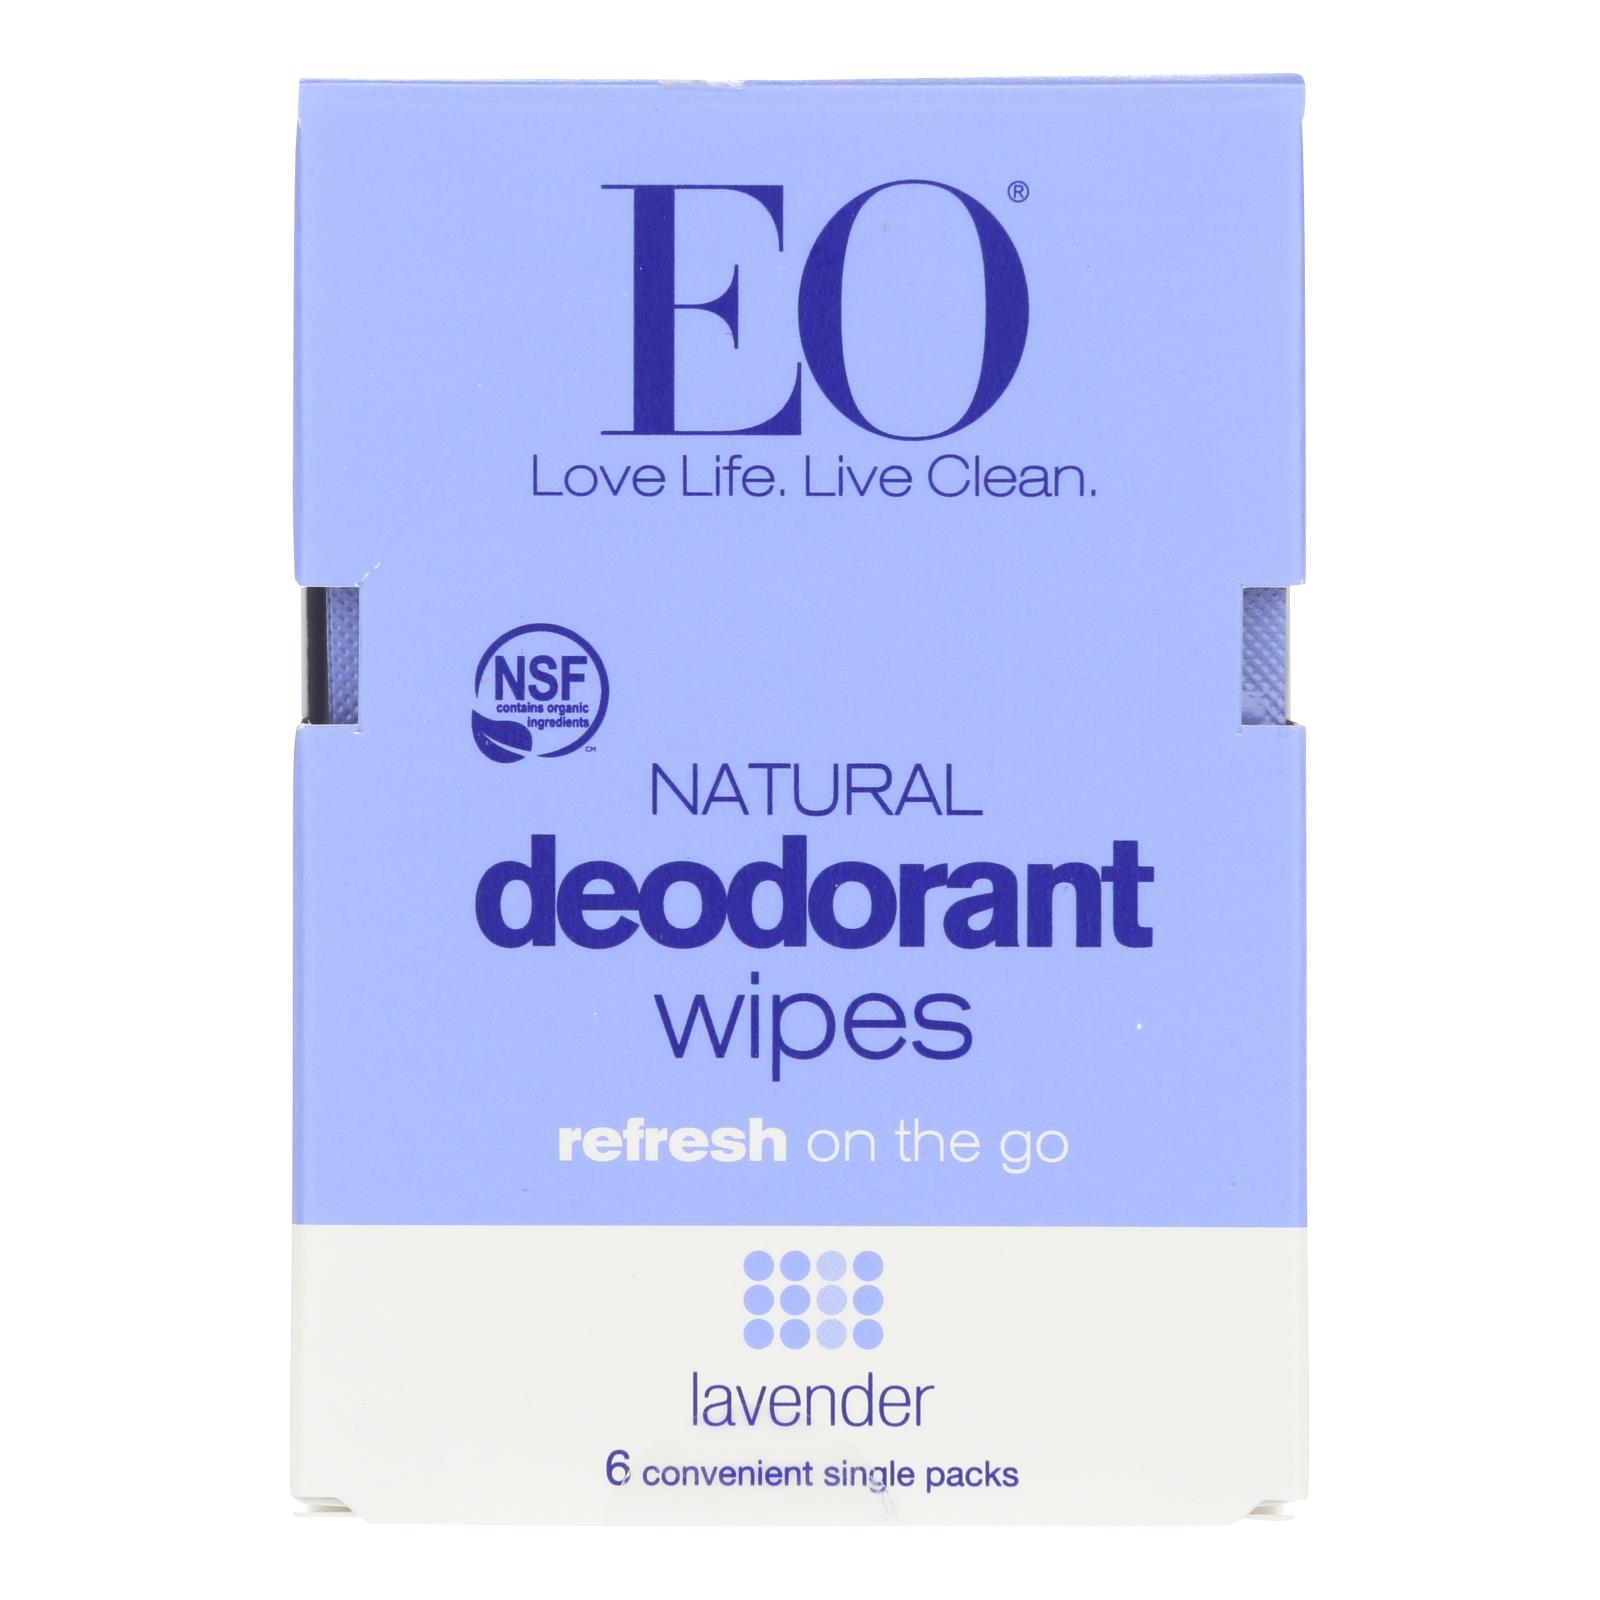 EO®
Love Life. Live Clean.
NSF
contains organic
ingredients
CM
NATURAL
deodorant
wipes
refresh on the go
lavender
6 convenient single packs